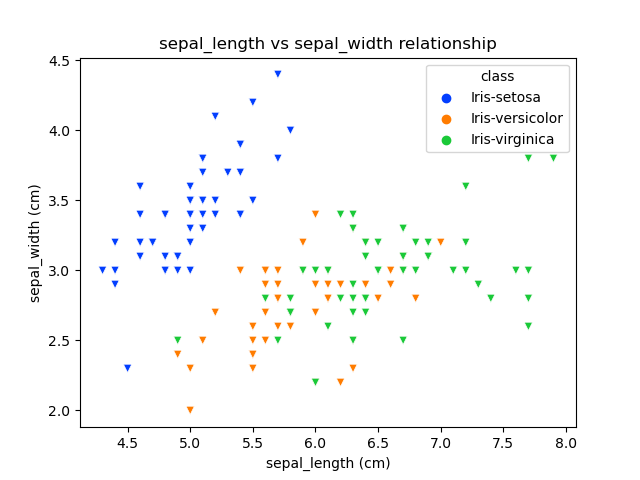 sepal_length vs sepal_width relationship
class
Iris-setosa
Iris-versicolor
Iris-virginica
sepal_width (cm)
4.5
4.0
3.5
3.0
2.5
2.0
4.5 5.0 5.5 6.0 6.5 7.0 7.5 8.0
sepal_length (cm)